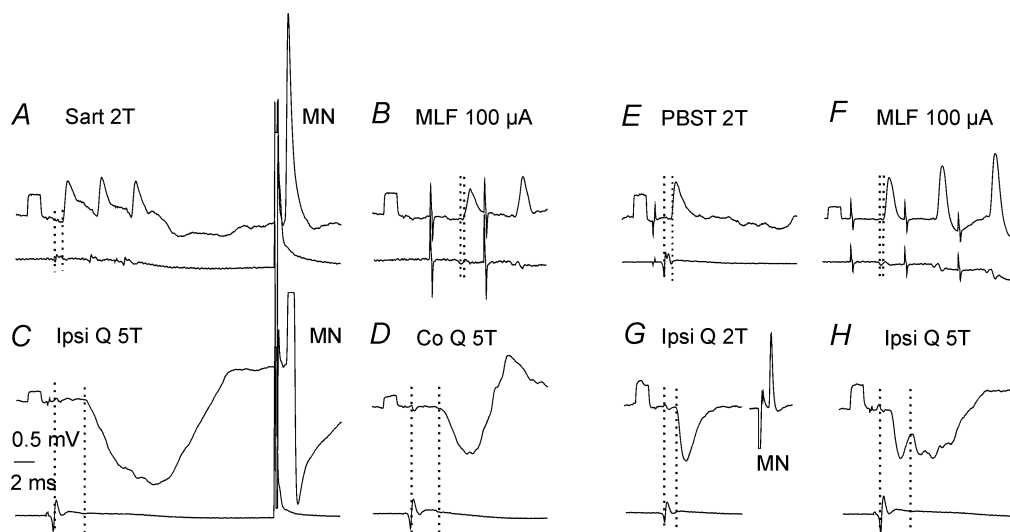 A Sart 2T MN
B MLF 100 µA
E PBST 2T
F MLF 100 µA
C Ipsi Q 5T MN
D Co Q 5T
G Ipsi Q 2T
H Ipsi Q 5T
0.5 mV
2 ms
MN